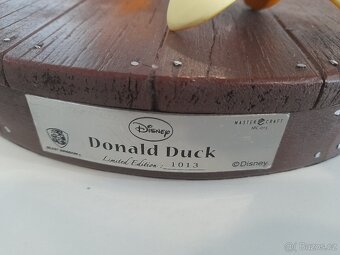 Disney
MASTER CRAFT
Donald Duck
Limited Edition : 1013
©Disney